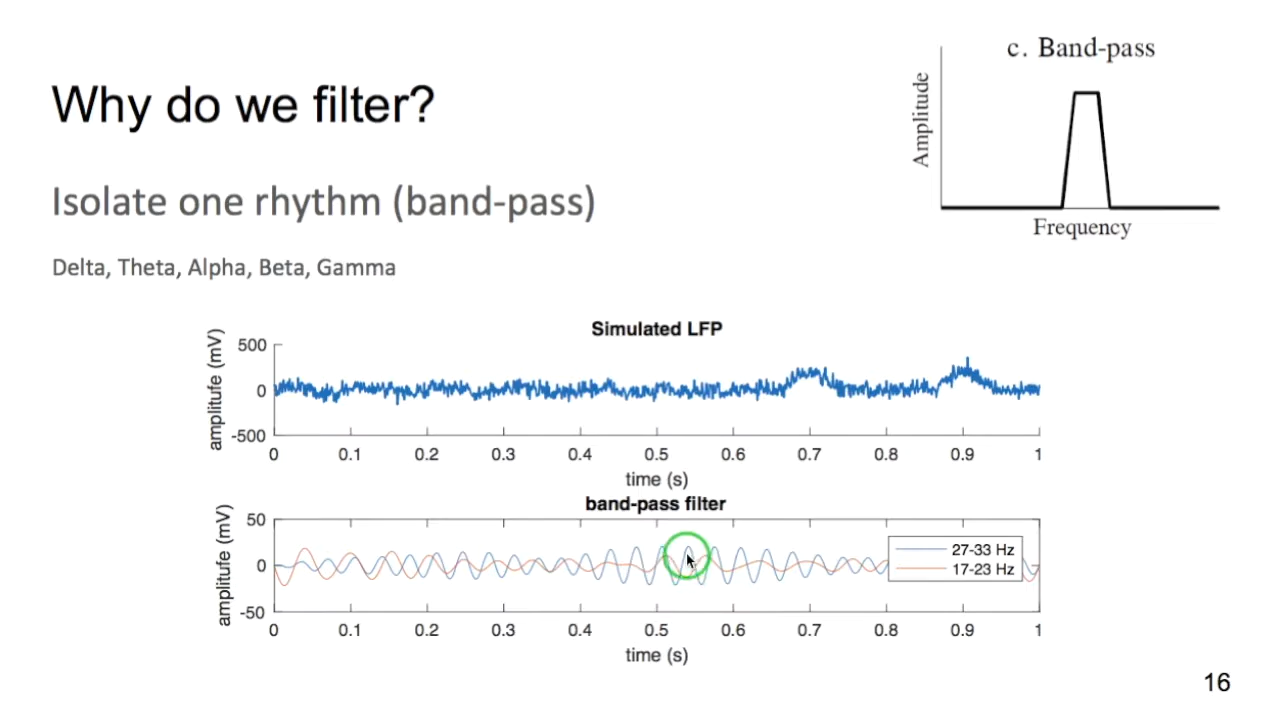 Why do we filter?
Isolate one rhythm (band-pass)
Delta, Theta, Alpha, Beta, Gamma
c. Band-pass
Amplitude
Frequency
Simulated LFP
amplitufe (mV)
500
0
-500
0 0.1 0.2 0.3 0.4 0.5 0.6 0.7 0.8 0.9 1
time (s)
band-pass filter
amplitufe (mV)
50
0
-50
27-33 Hz
17-23 Hz
0 0.1 0.2 0.3 0.4 0.5 0.6 0.7 0.8 0.9 1
time (s)
16